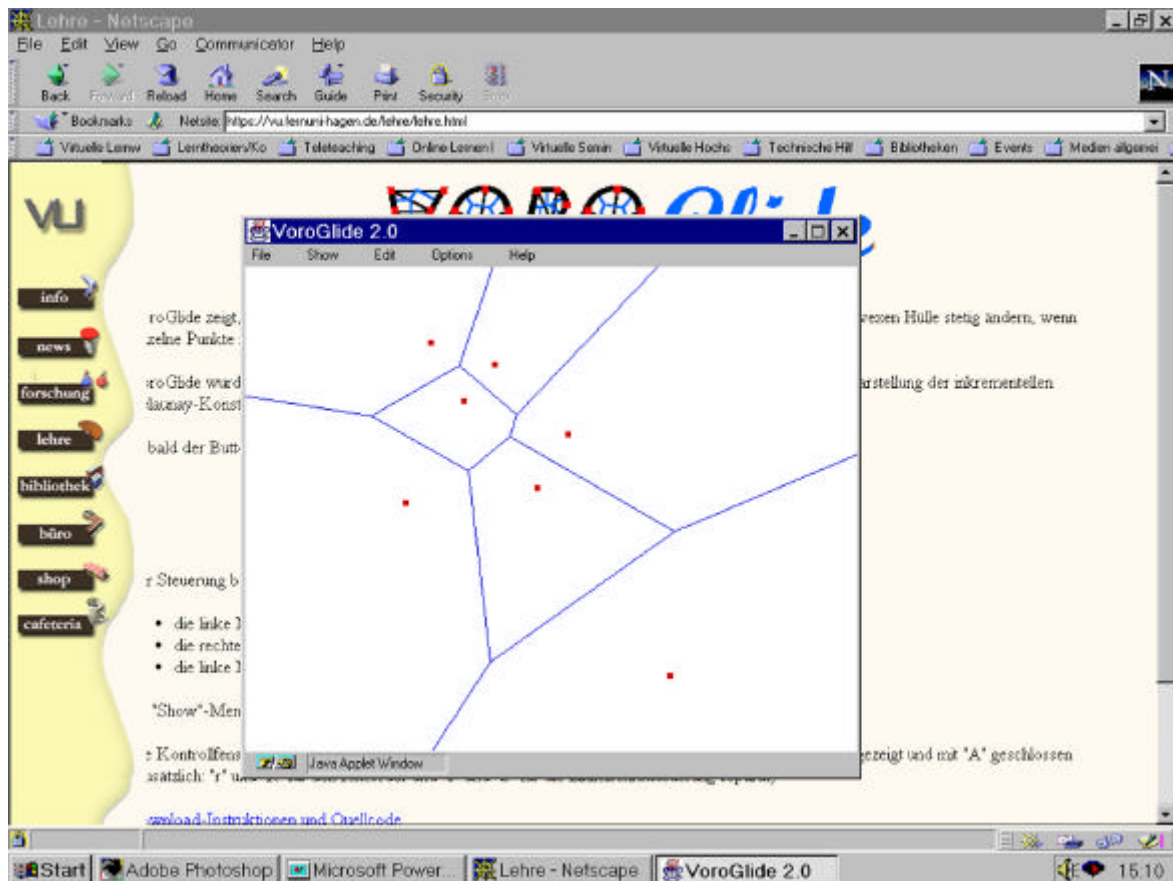 Lehre - Netscape
File Edit View Go Communicator Help
Back Forward Reload Home Search Guide Print Security
Bookmarks Netsite: https://vu.fernuni-hagen.de/lehre/lehre.html
Virtuelle Lernw Lerntheorien/Ko Teleteaching Online-Lernen I Virtuelle Semin Virtuelle Hochs Technische Hilf Bibliotheken Events Medien allgemei
VU
VORO Glide
VoroGlide 2.0
File Show Edit Options Help
info
news
forschung
lehre
bibliothek
büro
shop
cafeteria
roGlide zeigt, vexen Hülle stetig ändern, wenn
zelne Punkte
roGlide wurd arstellung der inkrementellen
launay-Konst
bald der Butt
r Steuerung b
• die linke
• die rechte
• die linke
"Show"-Men
e Kontrollfens gezeigt und mit "A" geschlossen
Java Applet Window
wnload-Instruktionen und Quellcode
Start Adobe Photoshop Microsoft Power... Lehre - Netscape VoroGlide 2.0 15:10